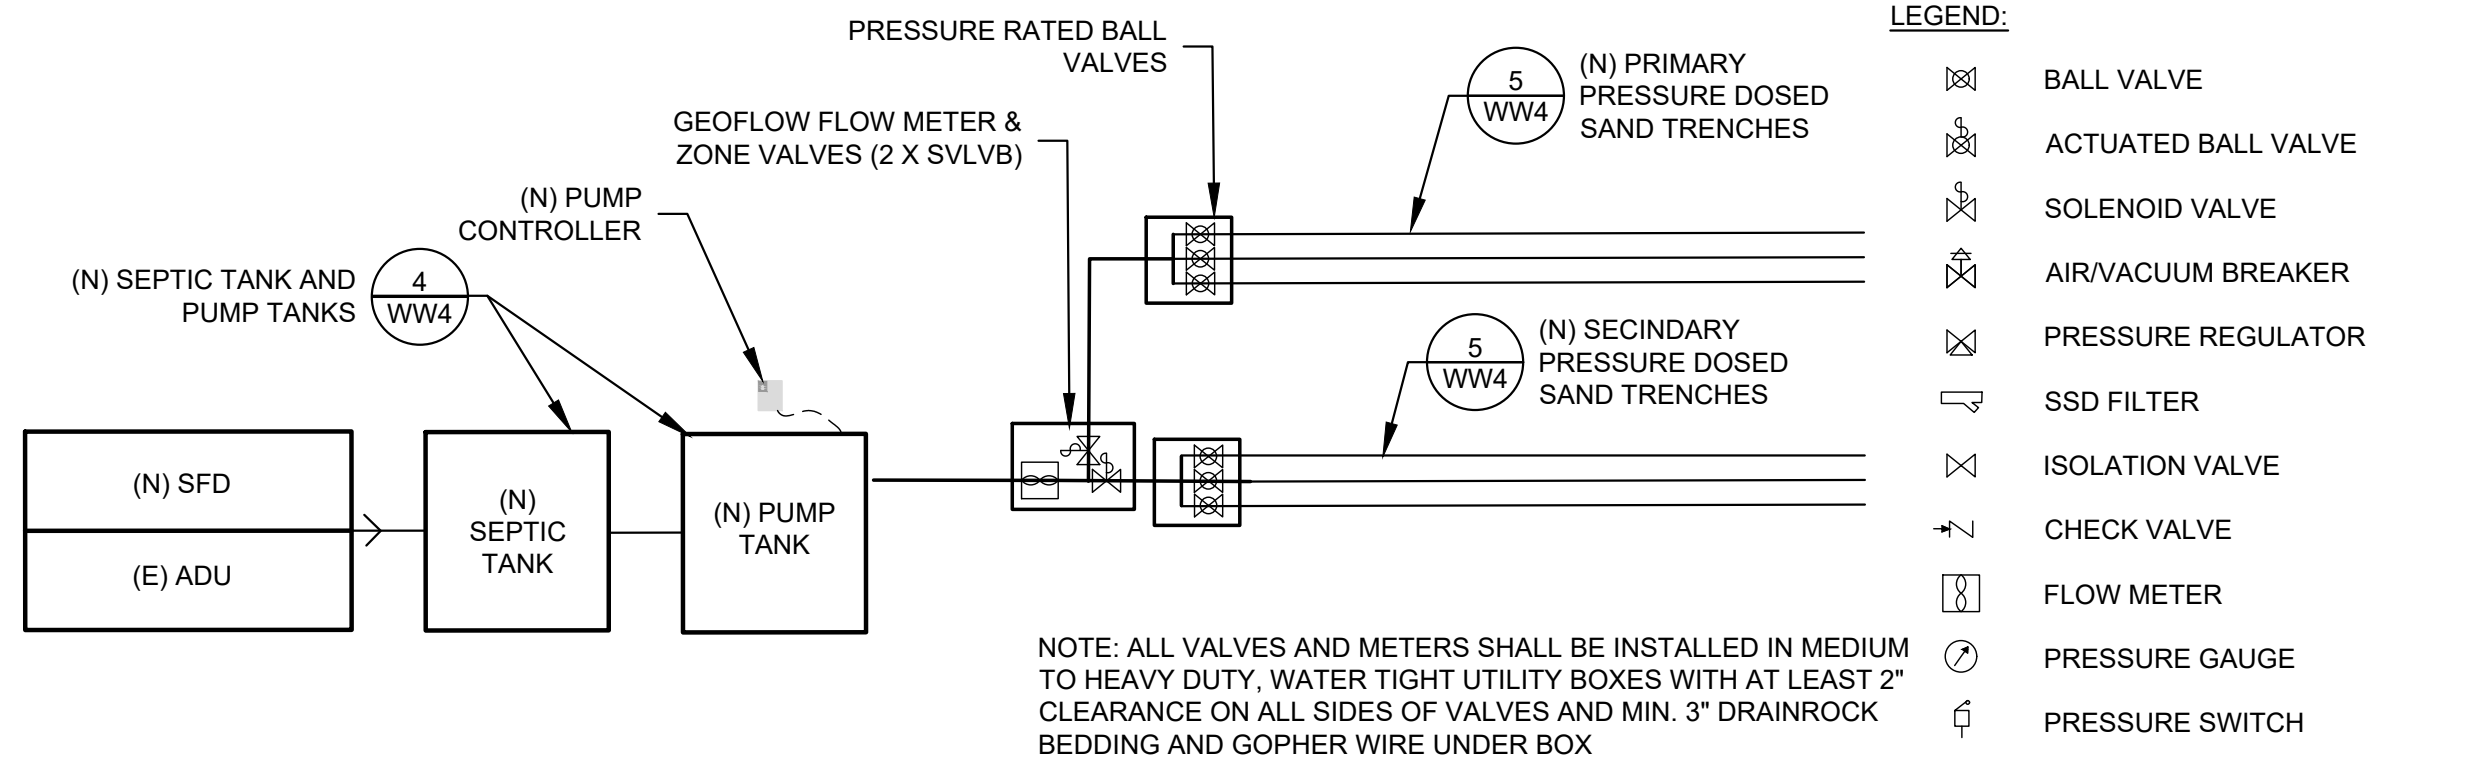 PRESSURE RATED BALL
VALVES
GEOFLOW FLOW METER &
ZONE VALVES (2 X SVLVB)
(N) PUMP
CONTROLLER
(N) SEPTIC TANK AND
PUMP TANKS
4
WW4
5
WW4
(N) PRIMARY
PRESSURE DOSED
SAND TRENCHES
5
WW4
(N) SECINDARY
PRESSURE DOSED
SAND TRENCHES
(N) SFD
(E) ADU
(N)
SEPTIC
TANK
(N) PUMP
TANK
NOTE: ALL VALVES AND METERS SHALL BE INSTALLED IN MEDIUM
TO HEAVY DUTY, WATER TIGHT UTILITY BOXES WITH AT LEAST 2"
CLEARANCE ON ALL SIDES OF VALVES AND MIN. 3" DRAINROCK
BEDDING AND GOPHER WIRE UNDER BOX
LEGEND:
BALL VALVE
ACTUATED BALL VALVE
SOLENOID VALVE
AIR/VACUUM BREAKER
PRESSURE REGULATOR
SSD FILTER
ISOLATION VALVE
CHECK VALVE
FLOW METER
PRESSURE GAUGE
PRESSURE SWITCH